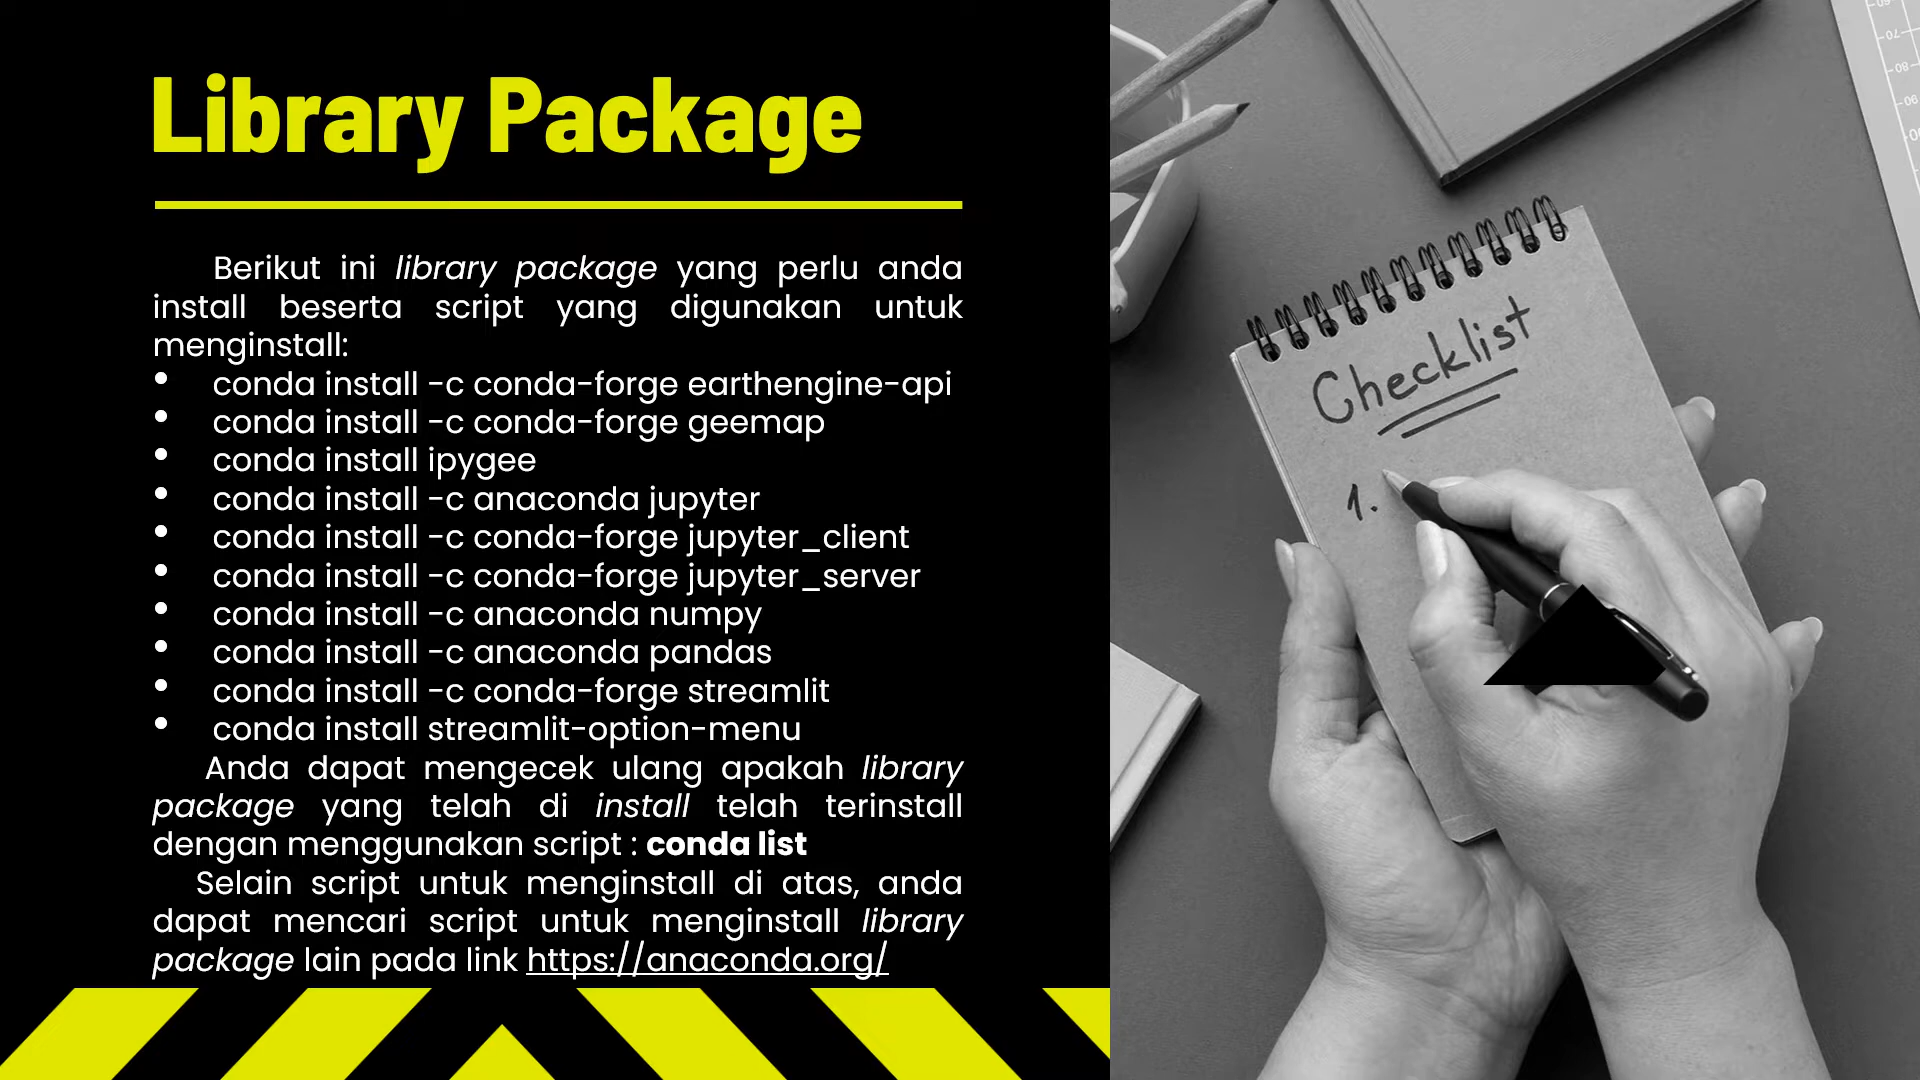 Library Package
Berikut ini library package yang perlu anda
install beserta script yang digunakan untuk
menginstall:
• conda install -c conda-forge earthengine-api
• conda install -c conda-forge geemap
• conda install ipygee
• conda install -c anaconda jupyter
• conda install -c conda-forge jupyter_client
• conda install -c conda-forge jupyter_server
• conda install -c anaconda numpy
• conda install -c anaconda pandas
• conda install -c conda-forge streamlit
• conda install streamlit-option-menu
Anda dapat mengecek ulang apakah library
package yang telah di install telah terinstall
dengan menggunakan script : conda list
Selain script untuk menginstall di atas, anda
dapat mencari script untuk menginstall library
package lain pada link https://anaconda.org/
Checklist
1.
70
80
90